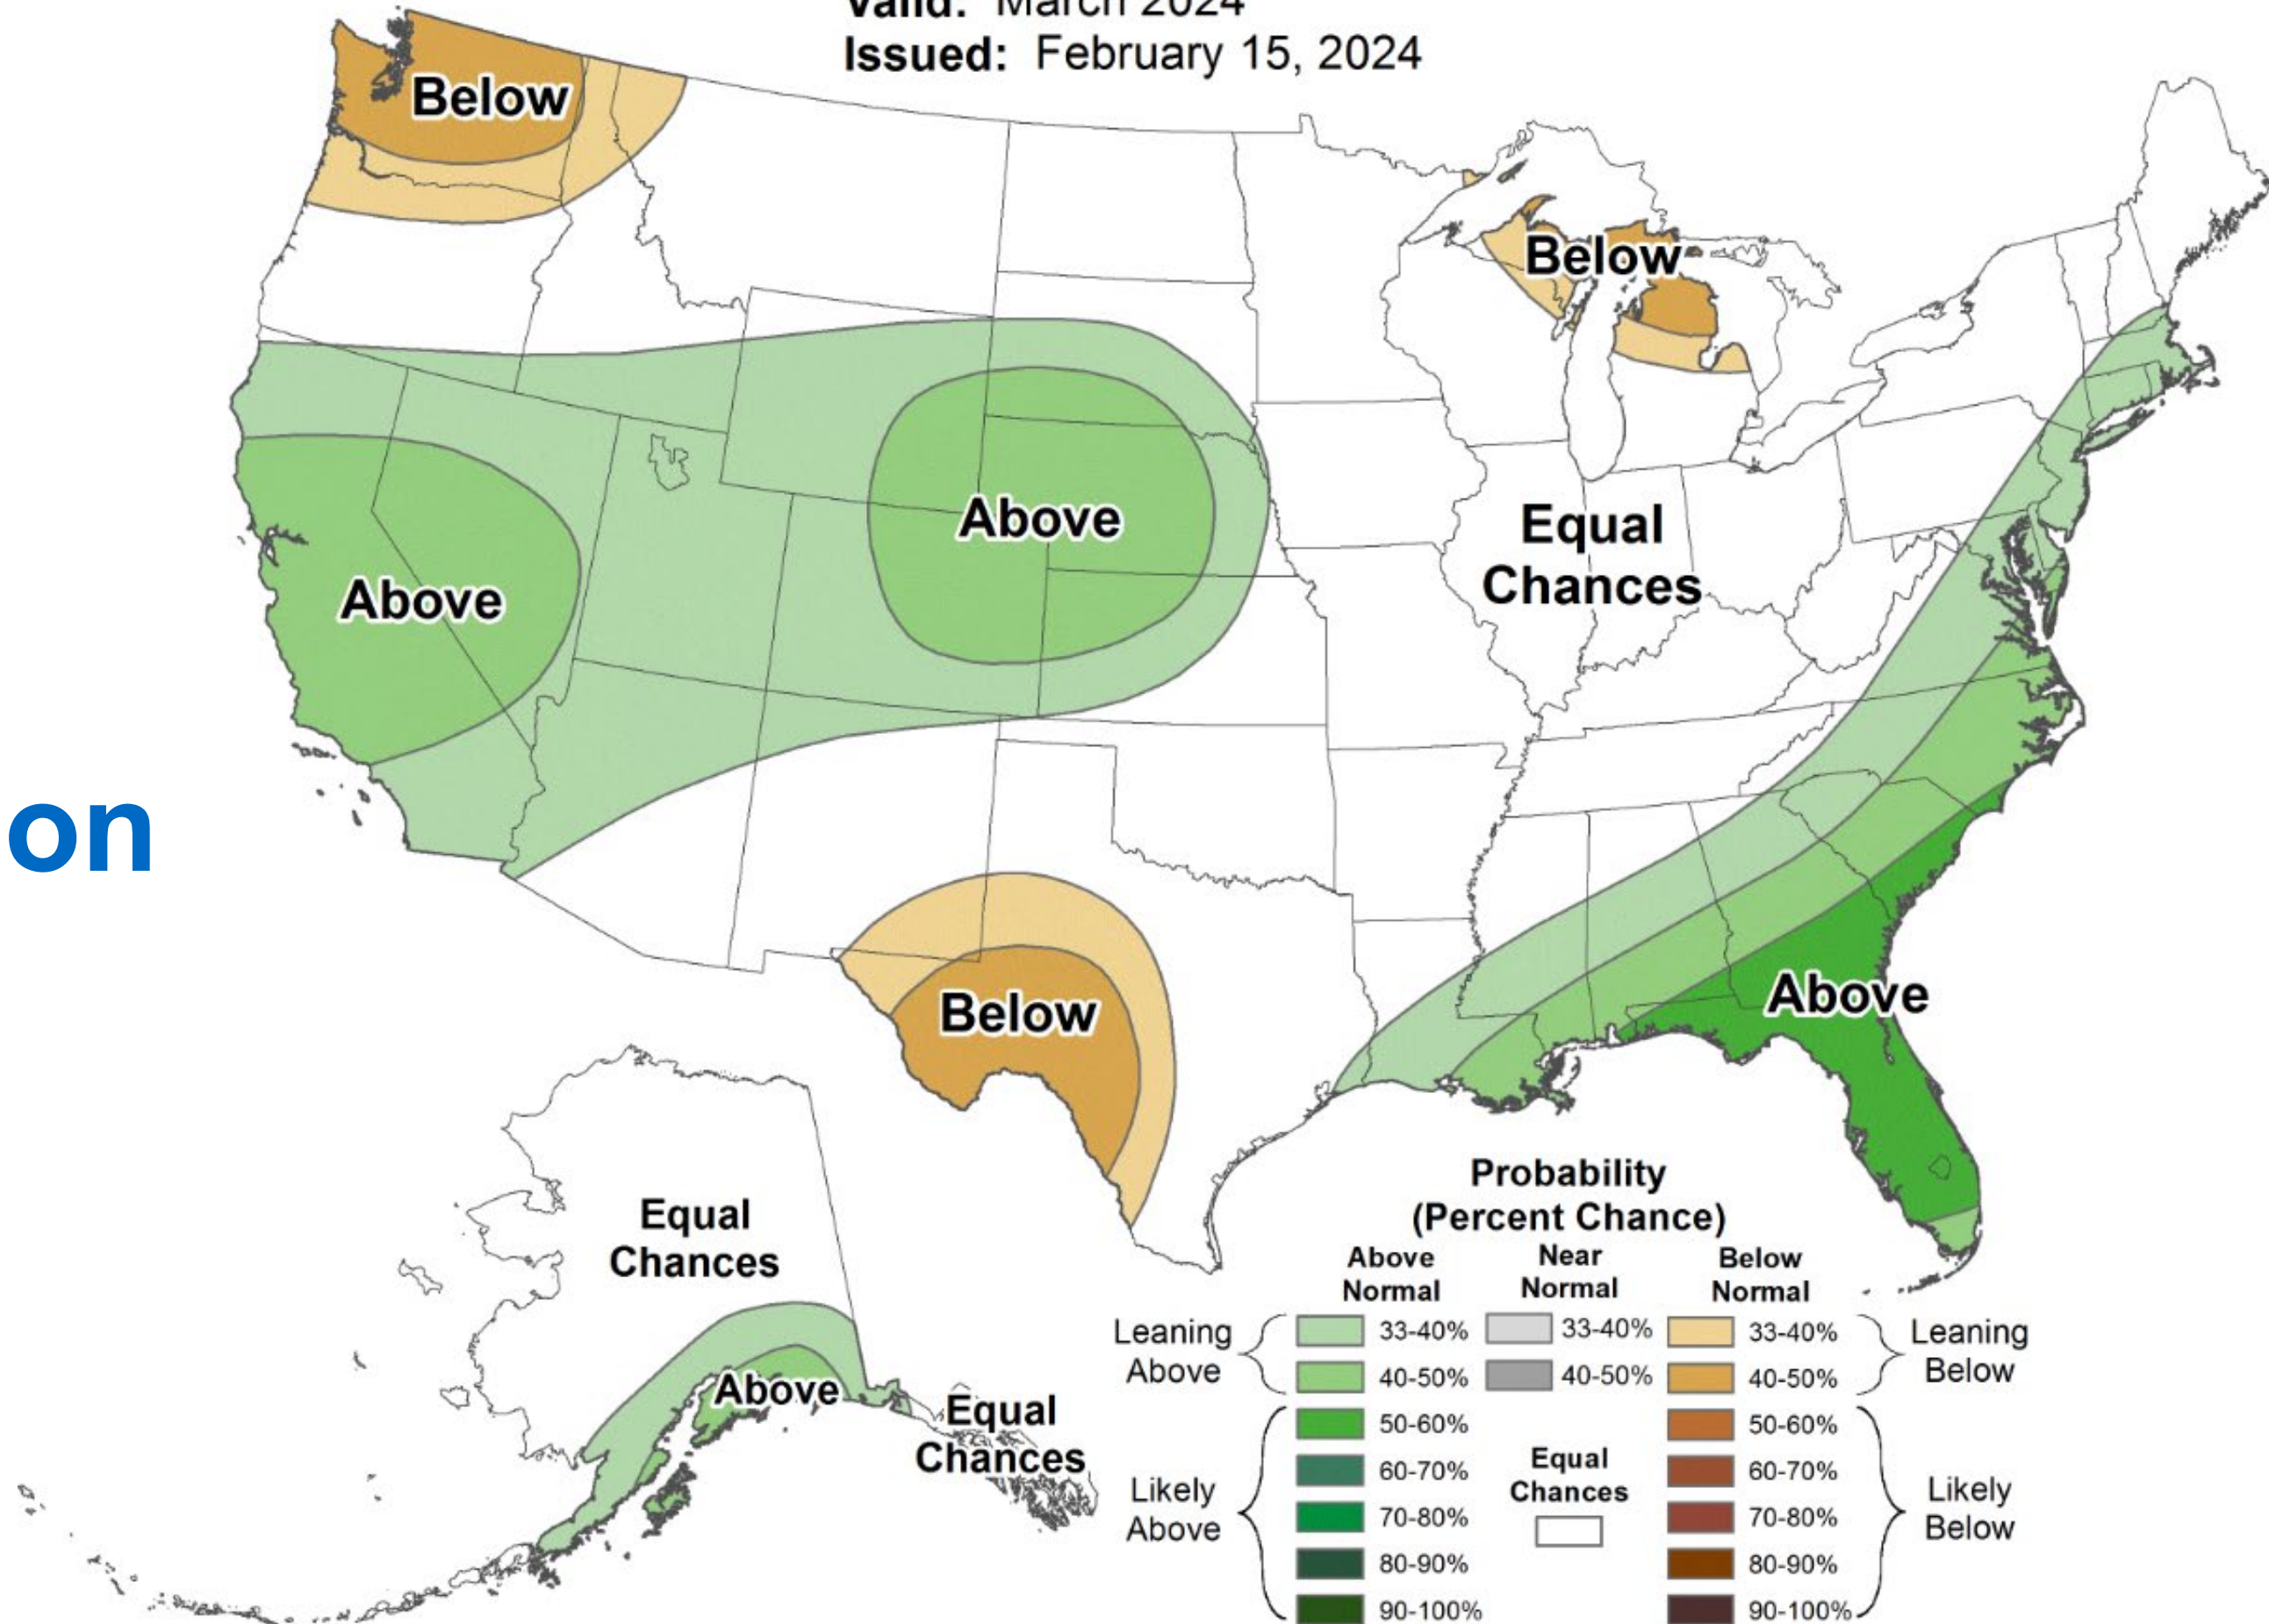 Valid: March 2024
Issued: February 15, 2024
Below
Below
Above
Above
Equal
Chances
on
Below
Above
Equal
Chances
Above
Equal
Chances
Probability
(Percent Chance)
Above
Normal
Near
Normal
Below
Normal
Leaning
Above
33-40%
33-40%
33-40%
Leaning
Below
40-50%
40-50%
40-50%
Likely
Above
50-60%
50-60%
60-70%
Equal
Chances
60-70%
Likely
Below
70-80%
70-80%
80-90%
80-90%
90-100%
90-100%